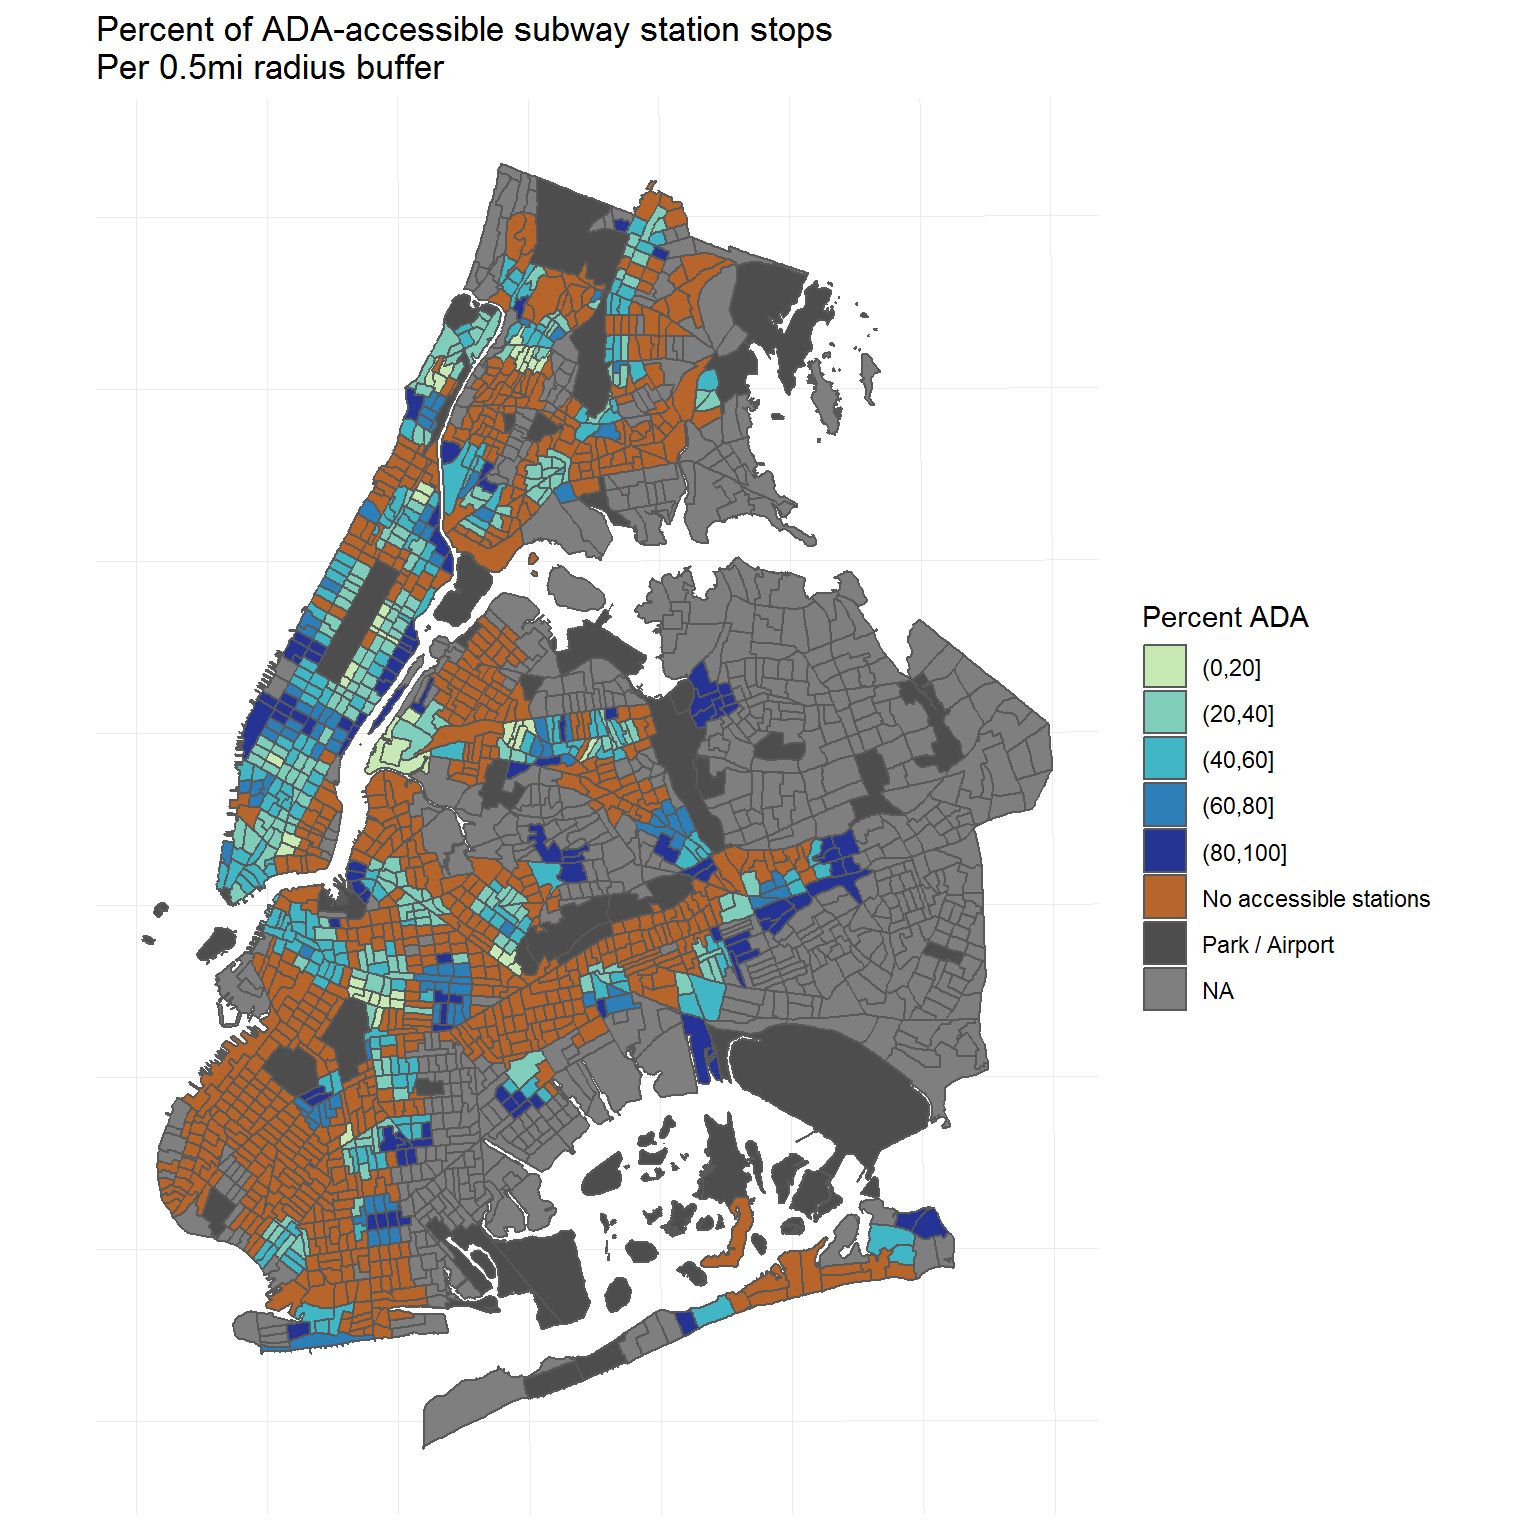 Percent of ADA-accessible subway station stops
Per 0.5mi radius buffer
Percent ADA
(0,20]
(20,40]
(40,60]
(60,80]
(80,100]
No accessible stations
Park / Airport
NA